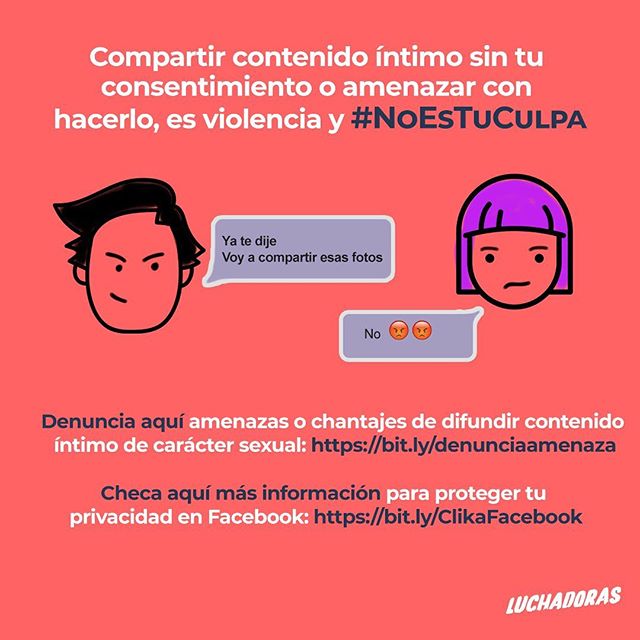 Compartir contenido íntimo sin tu
consentimiento o amenazar con
hacerlo, es violencia y #NoEsTuCulpa
Ya te dije
Voy a compartir esas fotos
No 😡😡
Denuncia aquí amenazas o chantajes de difundir contenido
íntimo de carácter sexual: https://bit.ly/denunciaamenaza
Checa aquí más información para proteger tu
privacidad en Facebook: https://bit.ly/ClikaFacebook
LUCHADORAS